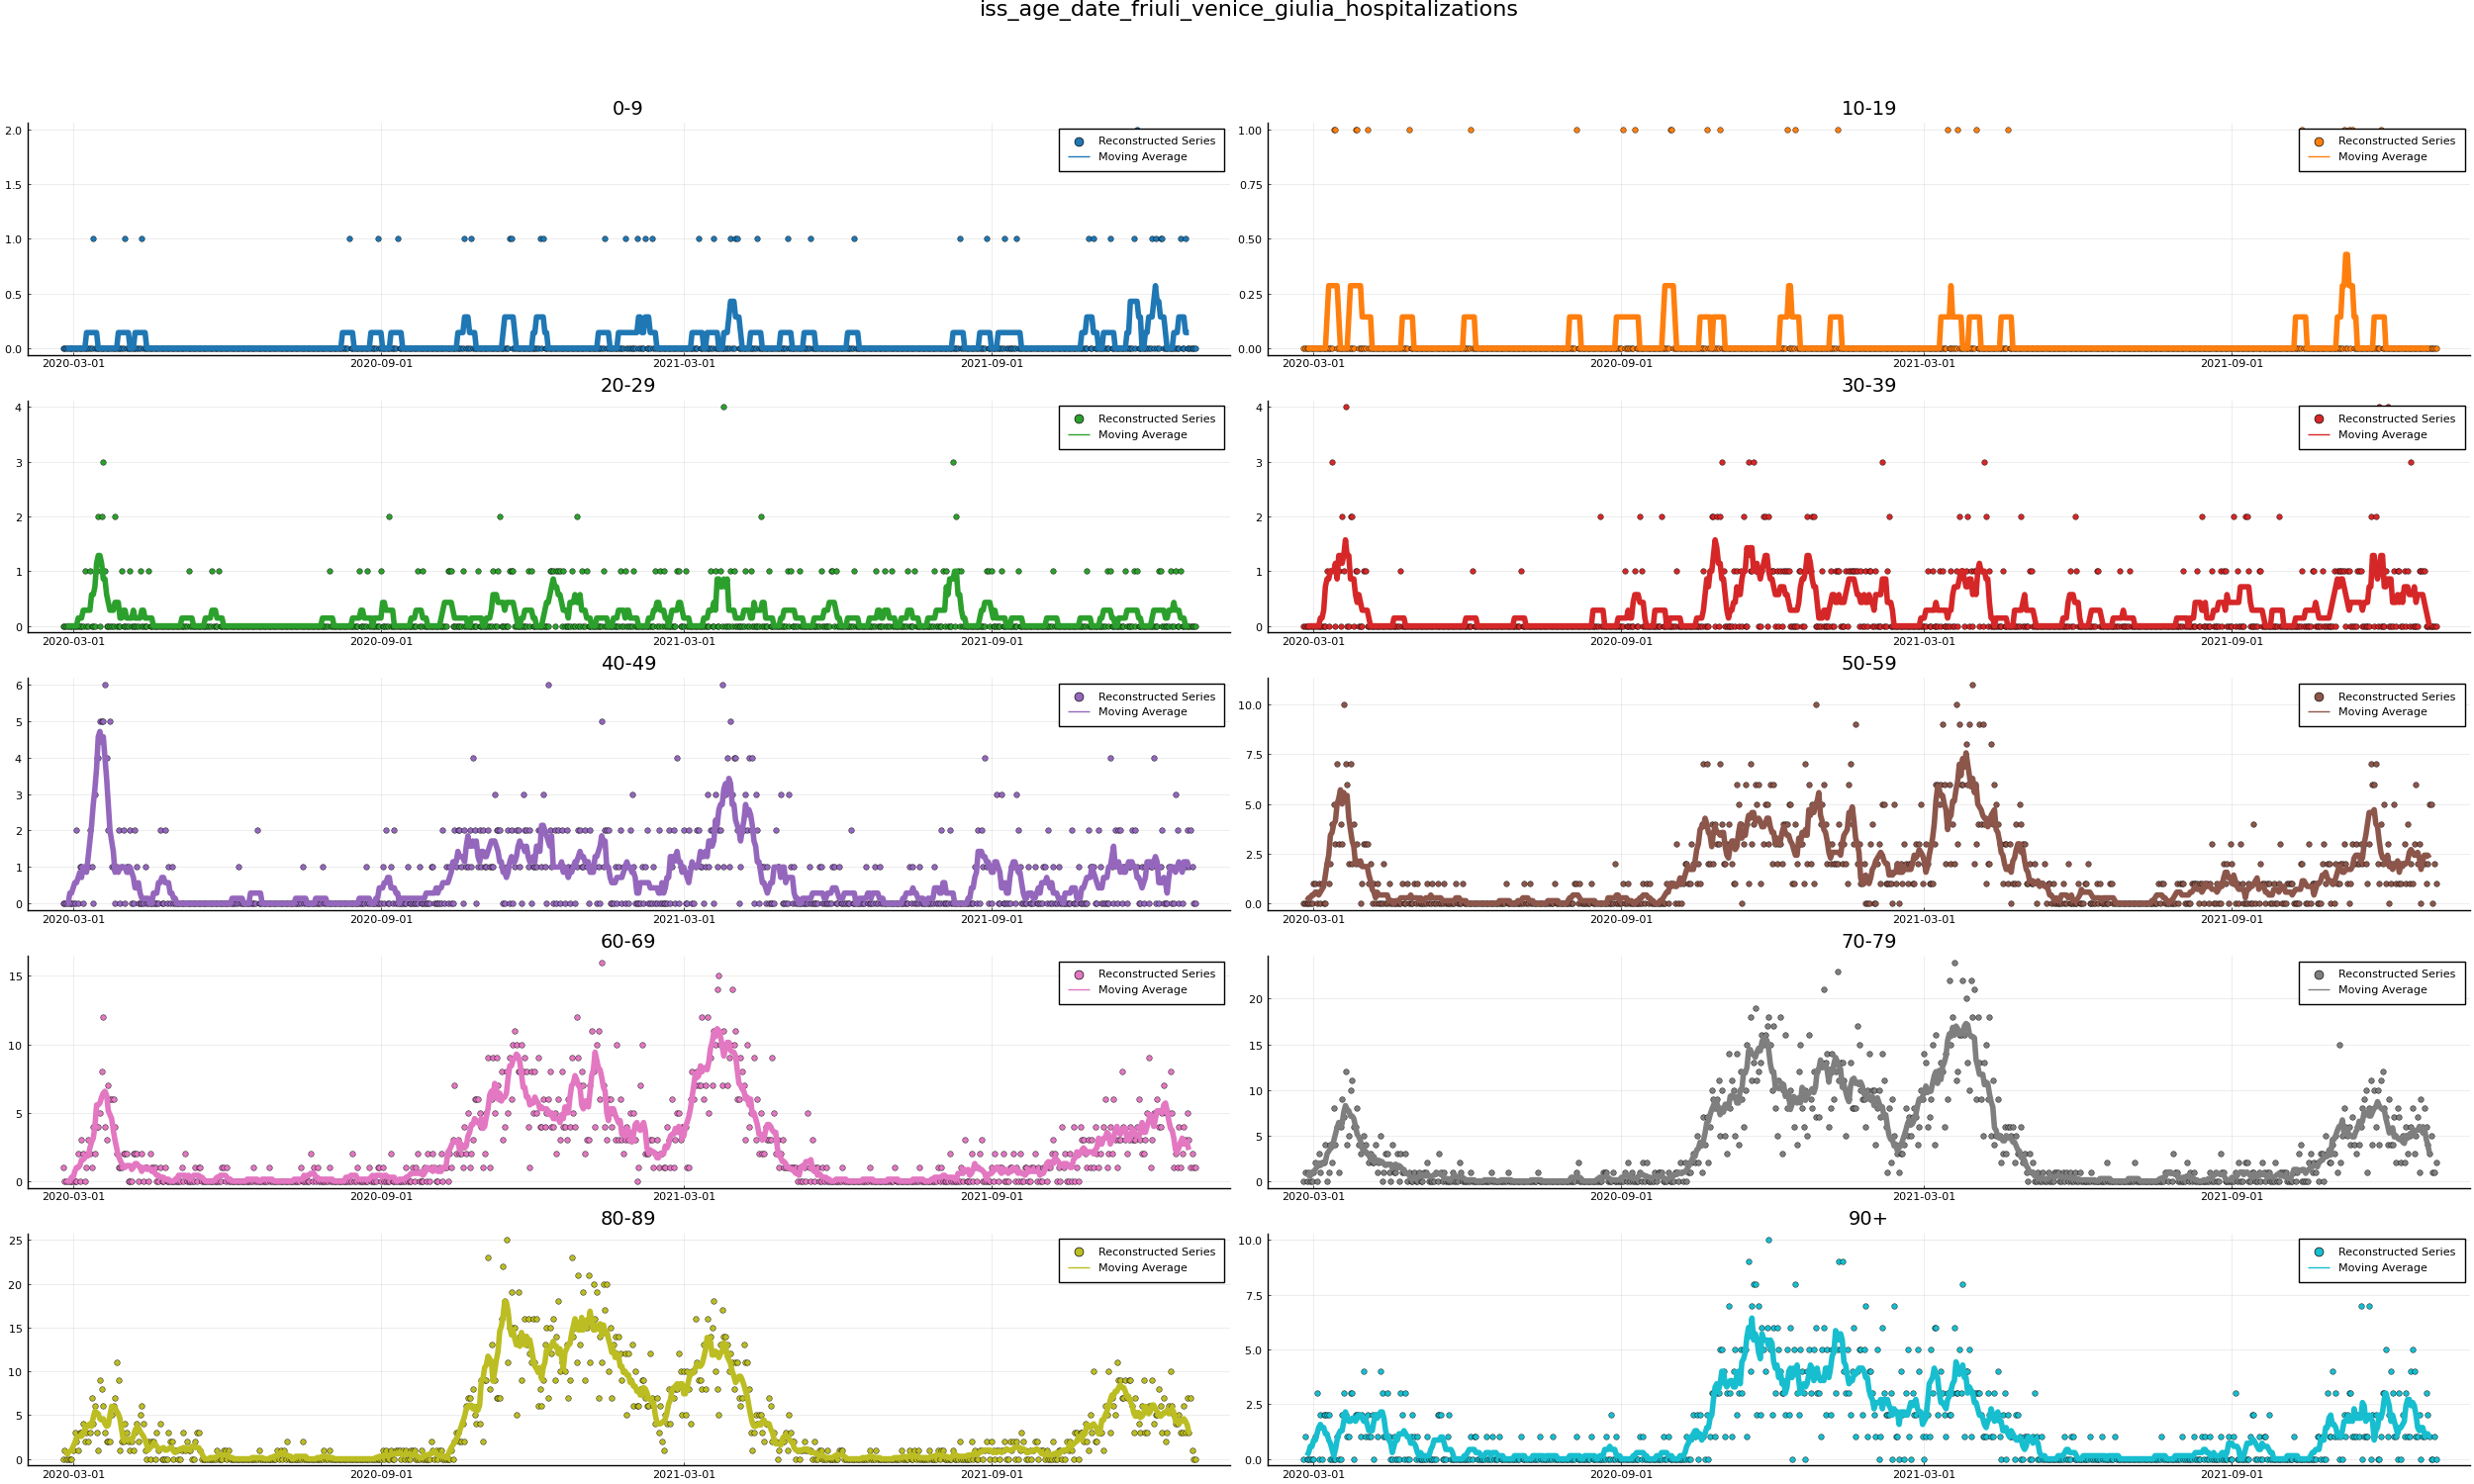 iss_age_date_friuli_venice_giulia_hospitalizations
0-9
2.0
1.5
1.0
0.5
0.0
Reconstructed Series
Moving Average
2020-03-01 2020-09-01 2021-03-01 2021-09-01
10-19
1.00
0.75
0.50
0.25
0.00
Reconstructed Series
Moving Average
2020-03-01 2020-09-01 2021-03-01 2021-09-01
20-29
4
3
2
1
0
Reconstructed Series
Moving Average
2020-03-01 2020-09-01 2021-03-01 2021-09-01
30-39
4
3
2
1
0
Reconstructed Series
Moving Average
2020-03-01 2020-09-01 2021-03-01 2021-09-01
40-49
6
5
4
3
2
1
0
Reconstructed Series
Moving Average
2020-03-01 2020-09-01 2021-03-01 2021-09-01
50-59
10.0
7.5
5.0
2.5
0.0
Reconstructed Series
Moving Average
2020-03-01 2020-09-01 2021-03-01 2021-09-01
60-69
15
10
5
0
Reconstructed Series
Moving Average
2020-03-01 2020-09-01 2021-03-01 2021-09-01
70-79
20
15
10
5
0
Reconstructed Series
Moving Average
2020-03-01 2020-09-01 2021-03-01 2021-09-01
80-89
25
20
15
10
5
0
Reconstructed Series
Moving Average
2020-03-01 2020-09-01 2021-03-01 2021-09-01
90+
10.0
7.5
5.0
2.5
0.0
Reconstructed Series
Moving Average
2020-03-01 2020-09-01 2021-03-01 2021-09-01